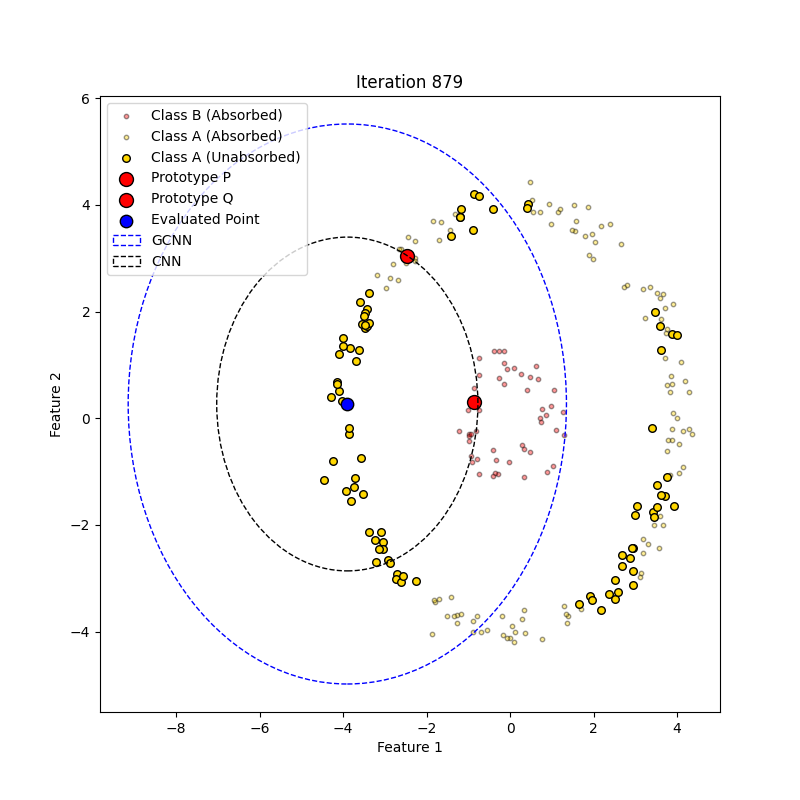 Iteration 879
Class B (Absorbed)
Class A (Absorbed)
Class A (Unabsorbed)
Prototype P
Prototype Q
Evaluated Point
GCNN
CNN
6
4
2
0
−2
−4
Feature 2
−8
−6
−4
−2
0
2
4
Feature 1